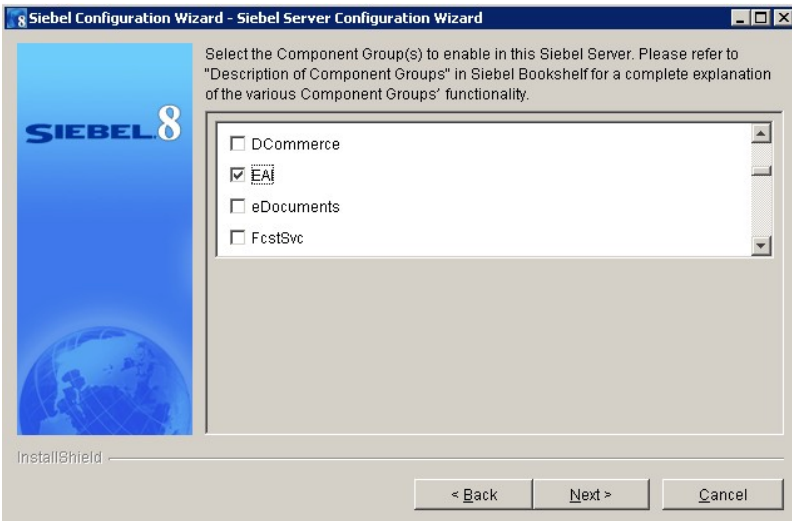 Siebel Configuration Wizard - Siebel Server Configuration Wizard
Select the Component Group(s) to enable in this Siebel Server. Please refer to
"Description of Component Groups" in Siebel Bookshelf for a complete explanation
of the various Component Groups' functionality.
SIEBEL.8
DCommerce
EAI
eDocuments
FcstSvc
InstallShield
< Back
Next >
Cancel